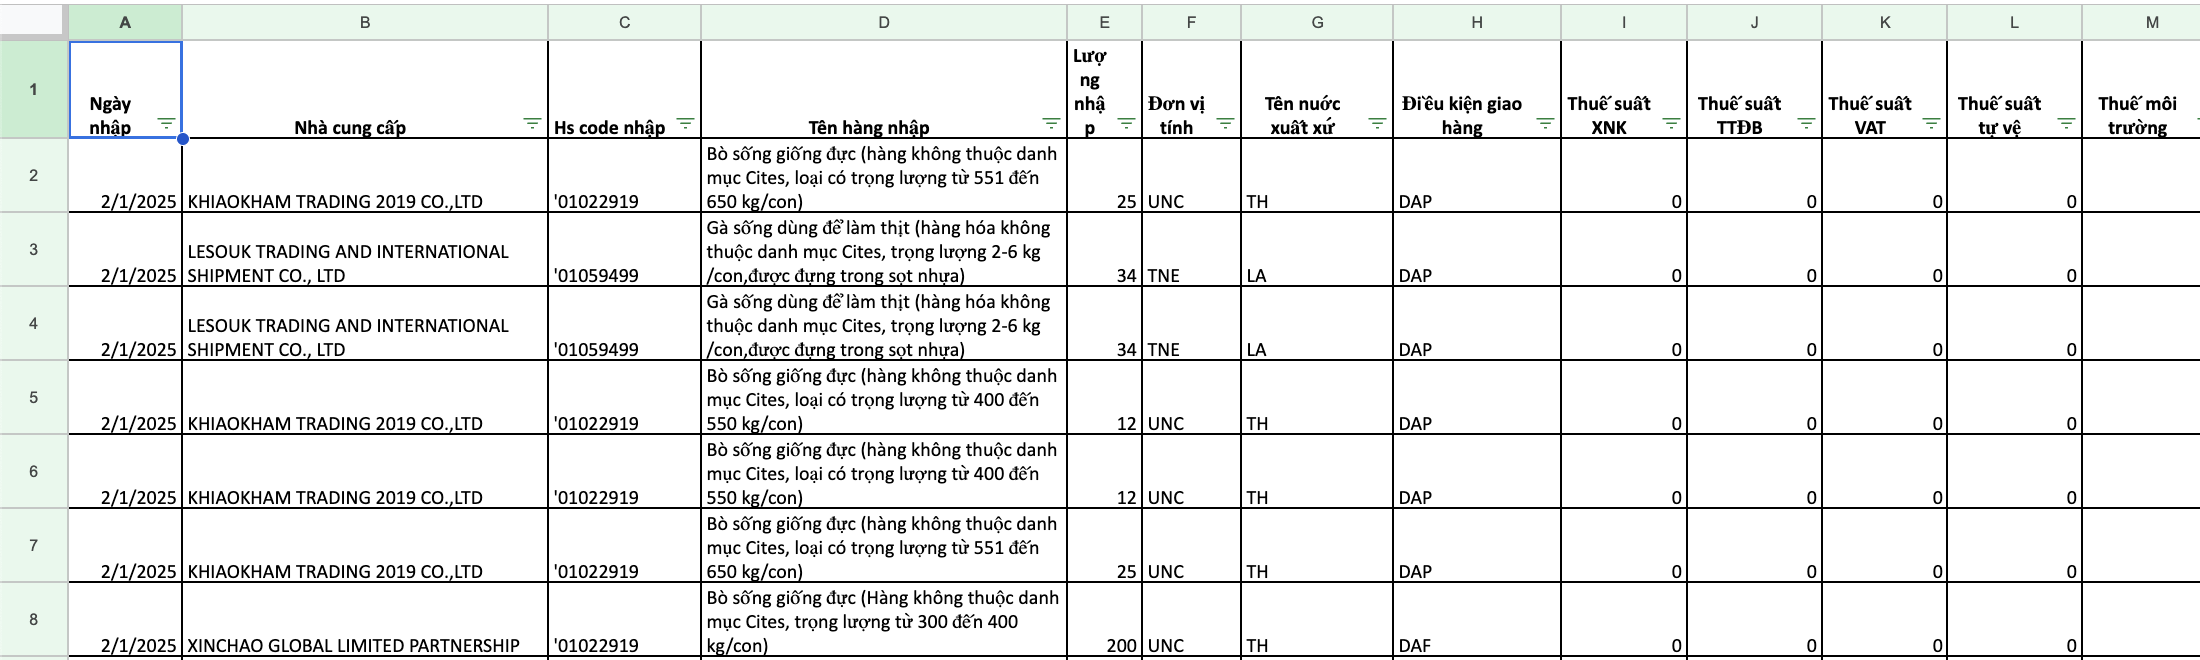 A B C D E F G H I J K L M
1 Ngày nhập Nhà cung cấp Hs code nhập Tên hàng nhập Lượng nhập Đơn vị tính Tên nước xuất xứ Điều kiện giao hàng Thuế suất XNK Thuế suất TTĐB Thuế suất VAT Thuế suất tự vệ Thuế môi trường
2 2/1/2025 KHIAOKHAM TRADING 2019 CO.,LTD '01022919 Bò sống giống đực (hàng không thuộc danh mục Cites, loại có trọng lượng từ 551 đến 650 kg/con) 25 UNC TH DAP 0 0 0 0
3 2/1/2025 LESOUK TRADING AND INTERNATIONAL SHIPMENT CO., LTD '01059499 Gà sống dùng để làm thịt (hàng hóa không thuộc danh mục Cites, trọng lượng 2-6 kg /con,được đựng trong sọt nhựa) 34 TNE LA DAP 0 0 0 0
4 2/1/2025 LESOUK TRADING AND INTERNATIONAL SHIPMENT CO., LTD '01059499 Gà sống dùng để làm thịt (hàng hóa không thuộc danh mục Cites, trọng lượng 2-6 kg /con,được đựng trong sọt nhựa) 34 TNE LA DAP 0 0 0 0
5 2/1/2025 KHIAOKHAM TRADING 2019 CO.,LTD '01022919 Bò sống giống đực (hàng không thuộc danh mục Cites, loại có trọng lượng từ 400 đến 550 kg/con) 12 UNC TH DAP 0 0 0 0
6 2/1/2025 KHIAOKHAM TRADING 2019 CO.,LTD '01022919 Bò sống giống đực (hàng không thuộc danh mục Cites, loại có trọng lượng từ 400 đến 550 kg/con) 12 UNC TH DAP 0 0 0 0
7 2/1/2025 KHIAOKHAM TRADING 2019 CO.,LTD '01022919 Bò sống giống đực (hàng không thuộc danh mục Cites, loại có trọng lượng từ 551 đến 650 kg/con) 25 UNC TH DAP 0 0 0 0
8 2/1/2025 XINCHAO GLOBAL LIMITED PARTNERSHIP '01022919 Bò sống giống đực (Hàng không thuộc danh mục Cites, trọng lượng từ 300 đến 400 kg/con) 200 UNC TH DAF 0 0 0 0